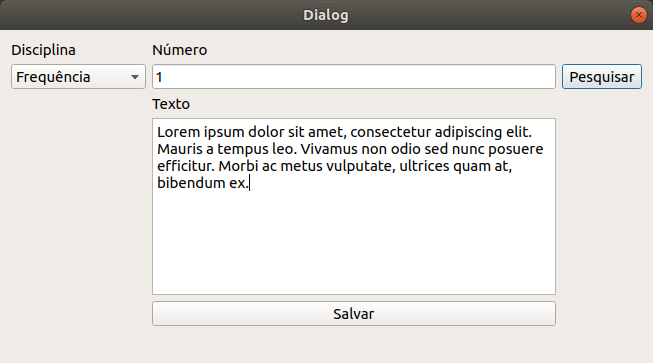 Dialog
Disciplina
Número
Frequência
1
Pesquisar
Texto
Lorem ipsum dolor sit amet, consectetur adipiscing elit.
Mauris a tempus leo. Vivamus non odio sed nunc posuere
efficitur. Morbi ac metus vulputate, ultrices quam at,
bibendum ex.
Salvar